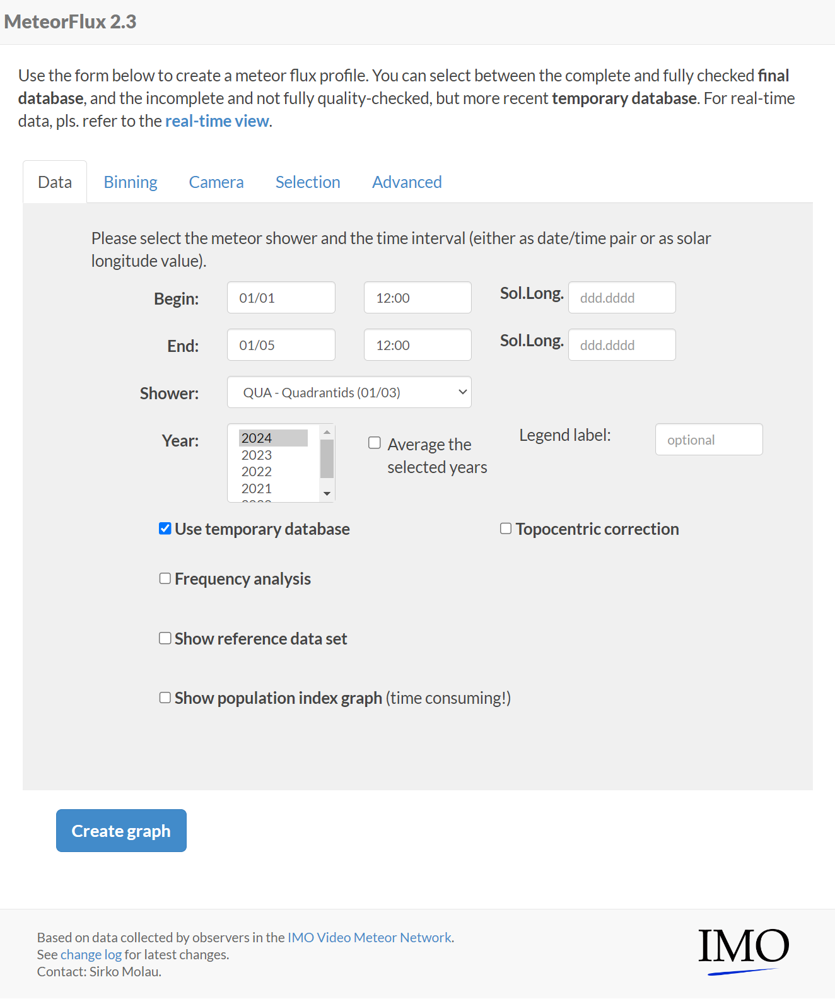 MeteorFlux 2.3
Use the form below to create a meteor flux profile. You can select between the complete and fully checked final
database, and the incomplete and not fully quality-checked, but more recent temporary database. For real-time
data, pls. refer to the real-time view.
Data Binning Camera Selection Advanced
Please select the meteor shower and the time interval (either as date/time pair or as solar
longitude value).
Begin: 01/01 12:00 Sol.Long. ddd.dddd
End: 01/05 12:00 Sol.Long. ddd.dddd
Shower: QUA - Quadrantids (01/03)
Year: 2024
2023
2022
2021
Average the
selected years
Legend label: optional
Use temporary database
Topocentric correction
Frequency analysis
Show reference data set
Show population index graph (time consuming!)
Create graph
Based on data collected by observers in the IMO Video Meteor Network.
See change log for latest changes.
Contact: Sirko Molau.
IMO